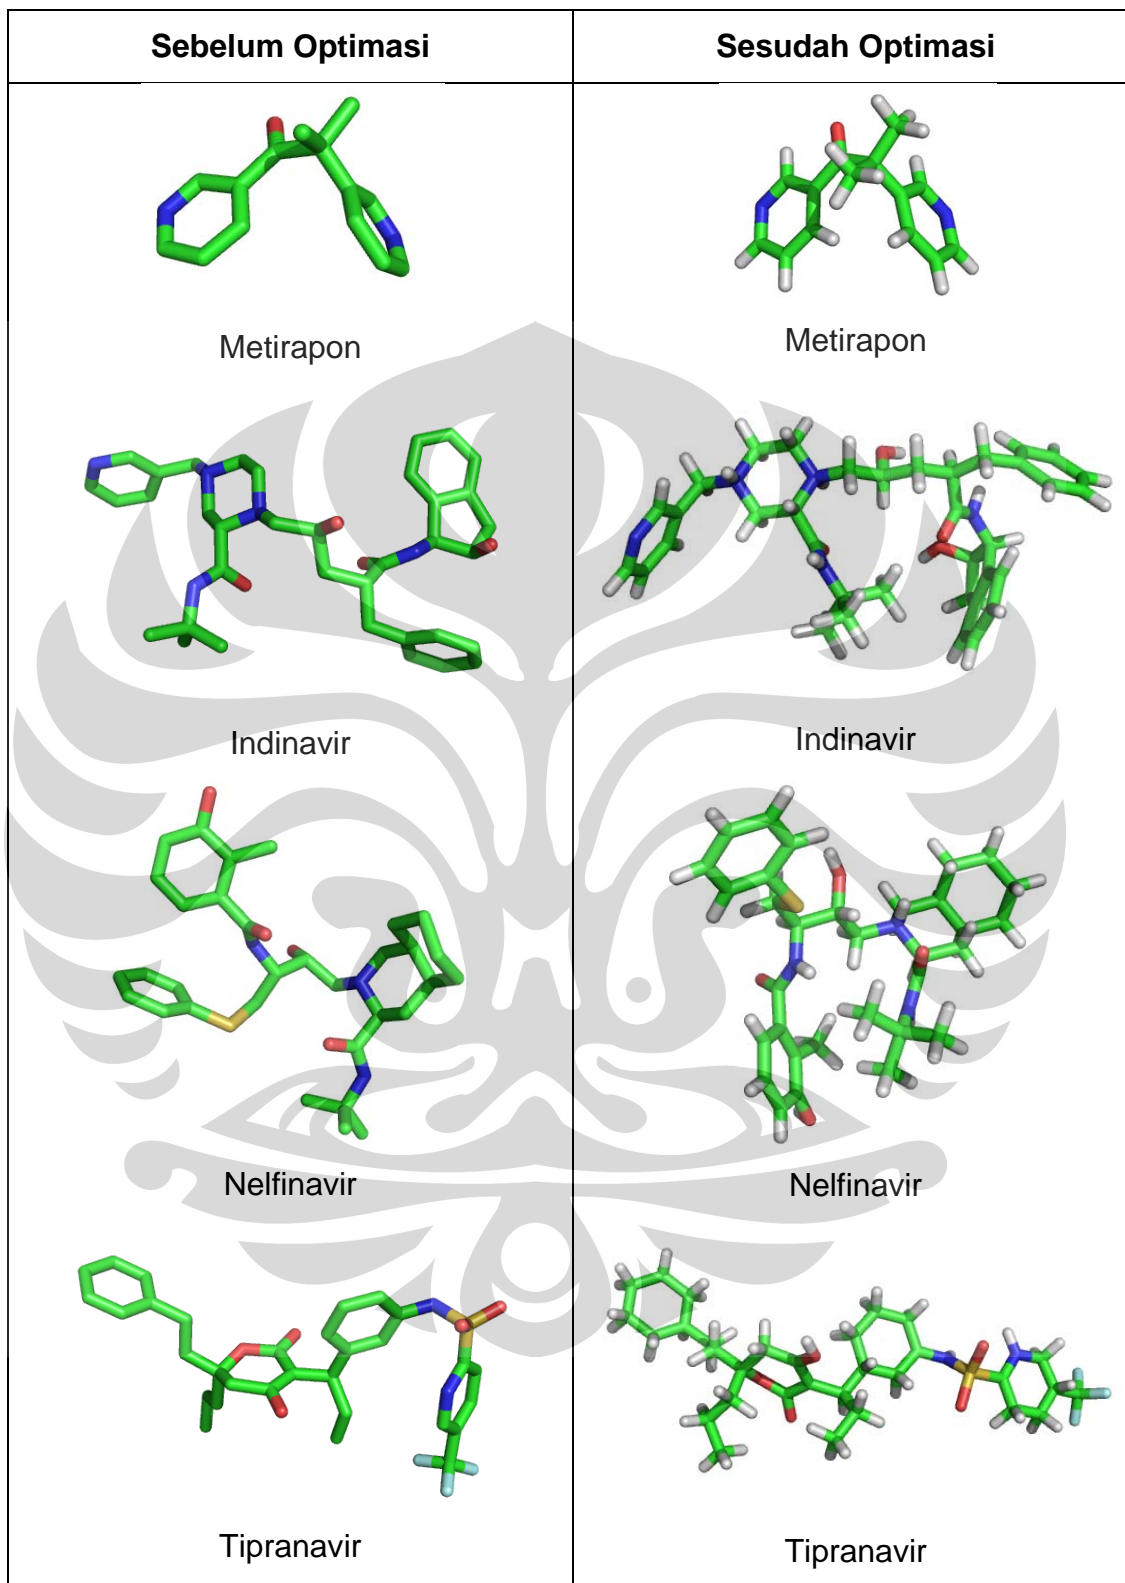 Sebelum Optimasi
Sesudah Optimasi
Metirapon
Metirapon
Indinavir
Indinavir
Nelfinavir
Nelfinavir
Tipranavir
Tipranavir